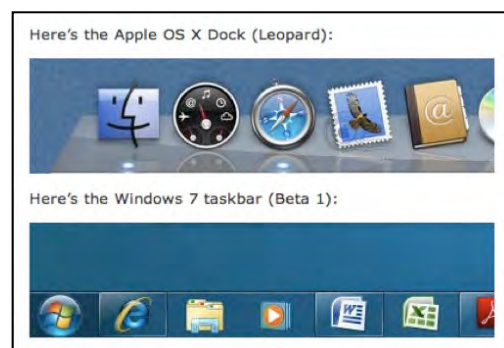 Here's the Apple OS X Dock (Leopard):
@
@
Here's the Windows 7 taskbar (Beta 1):